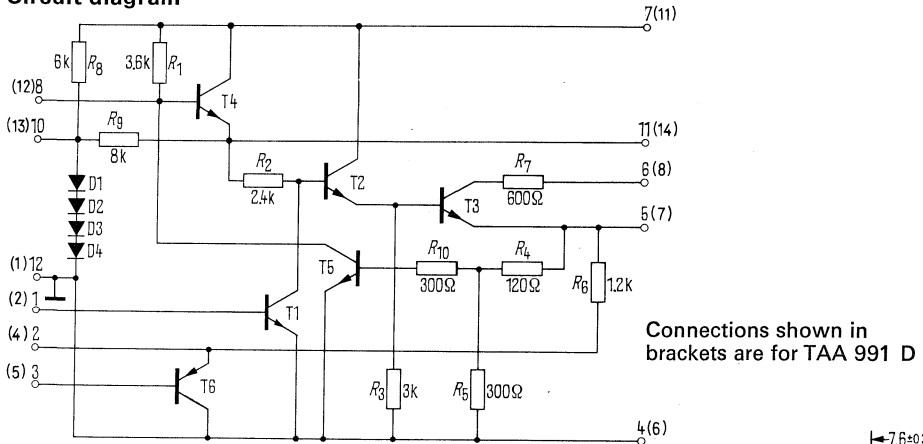 Circuit diagram
7(11)
6k R8
3,6k R1
(12)8
T4
(13)10
R9
8k
11(14)
R2
2.4k
T2
R7
600Ω
6(8)
D1
D2
D3
D4
T3
5(7)
(1)12
T5
R10
300Ω
R4
120Ω
R6 1.2k
(2)1
T1
(4)2
Connections shown in
brackets are for TAA 991 D
(5)3
T6
R3 3k
R5 300Ω
4(6)